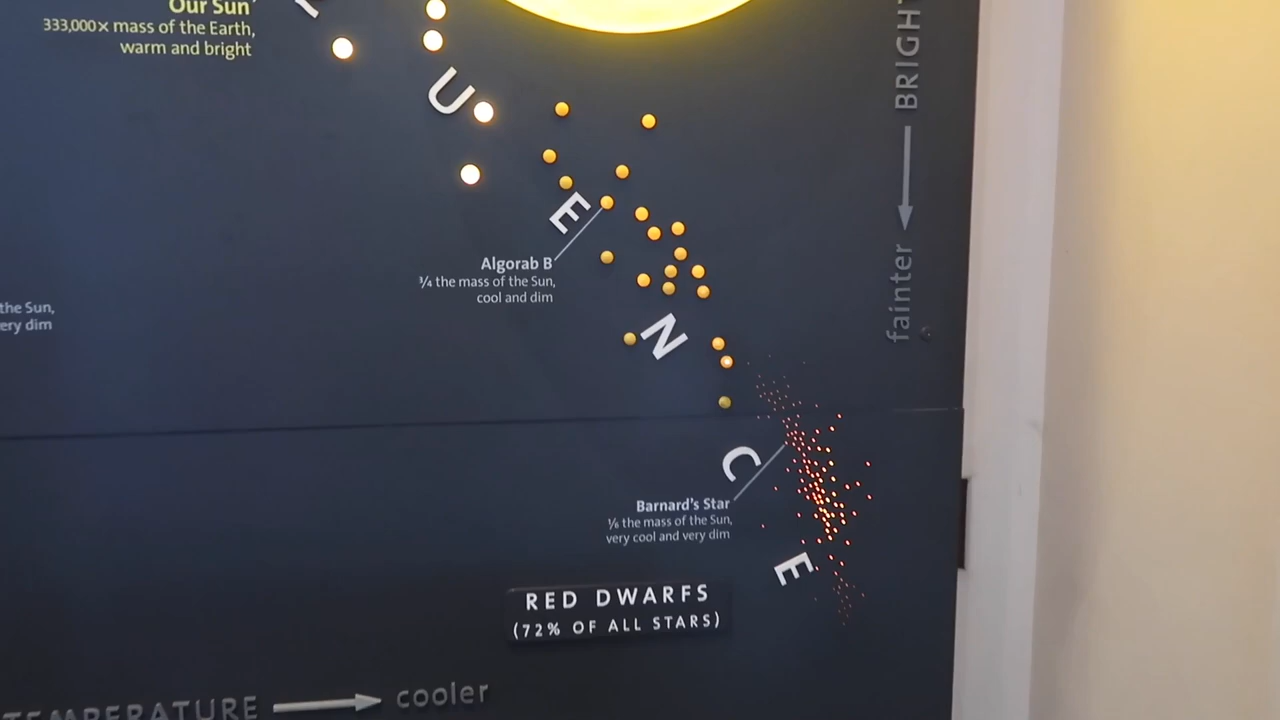 Our Sun
333,000× mass of the Earth,
warm and bright
U
E
N
C
E
Algorab B
¾ the mass of the Sun,
cool and dim
the Sun,
ery dim
Barnard's Star
⅙ the mass of the Sun,
very cool and very dim
RED DWARFS
(72% OF ALL STARS)
BRIGHT
fainter
TEMPERATURE
cooler